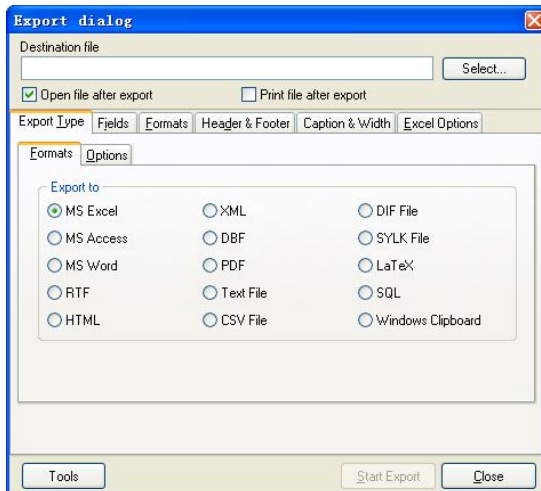 Export dialog
Destination file
Select...
Open file after export Print file after export
Export Type Fields Formats Header & Footer Caption & Width Excel Options
Formats Options
Export to
MS Excel XML DIF File
MS Access DBF SYLK File
MS Word PDF LaTeX
RTF Text File SQL
HTML CSV File Windows Clipboard
Tools Start Export Close